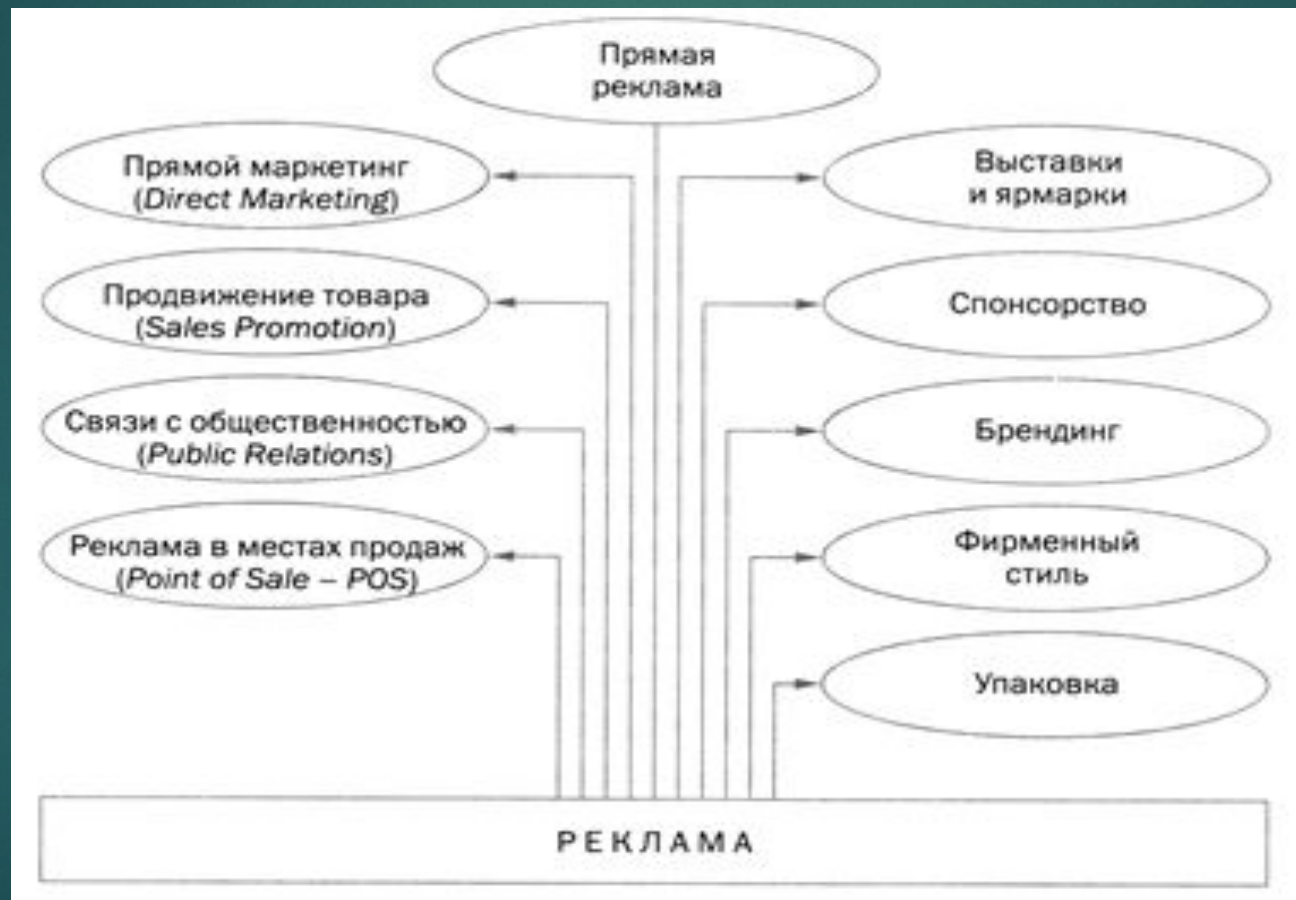 Прямая
реклама
Прямой маркетинг
(Direct Marketing)
Продвижение товара
(Sales Promotion)
Связи с общественностью
(Public Relations)
Реклама в местах продаж
(Point of Sale – POS)
Выставки
и ярмарки
Спонсорство
Брендинг
Фирменный
стиль
Упаковка
РЕКЛАМА